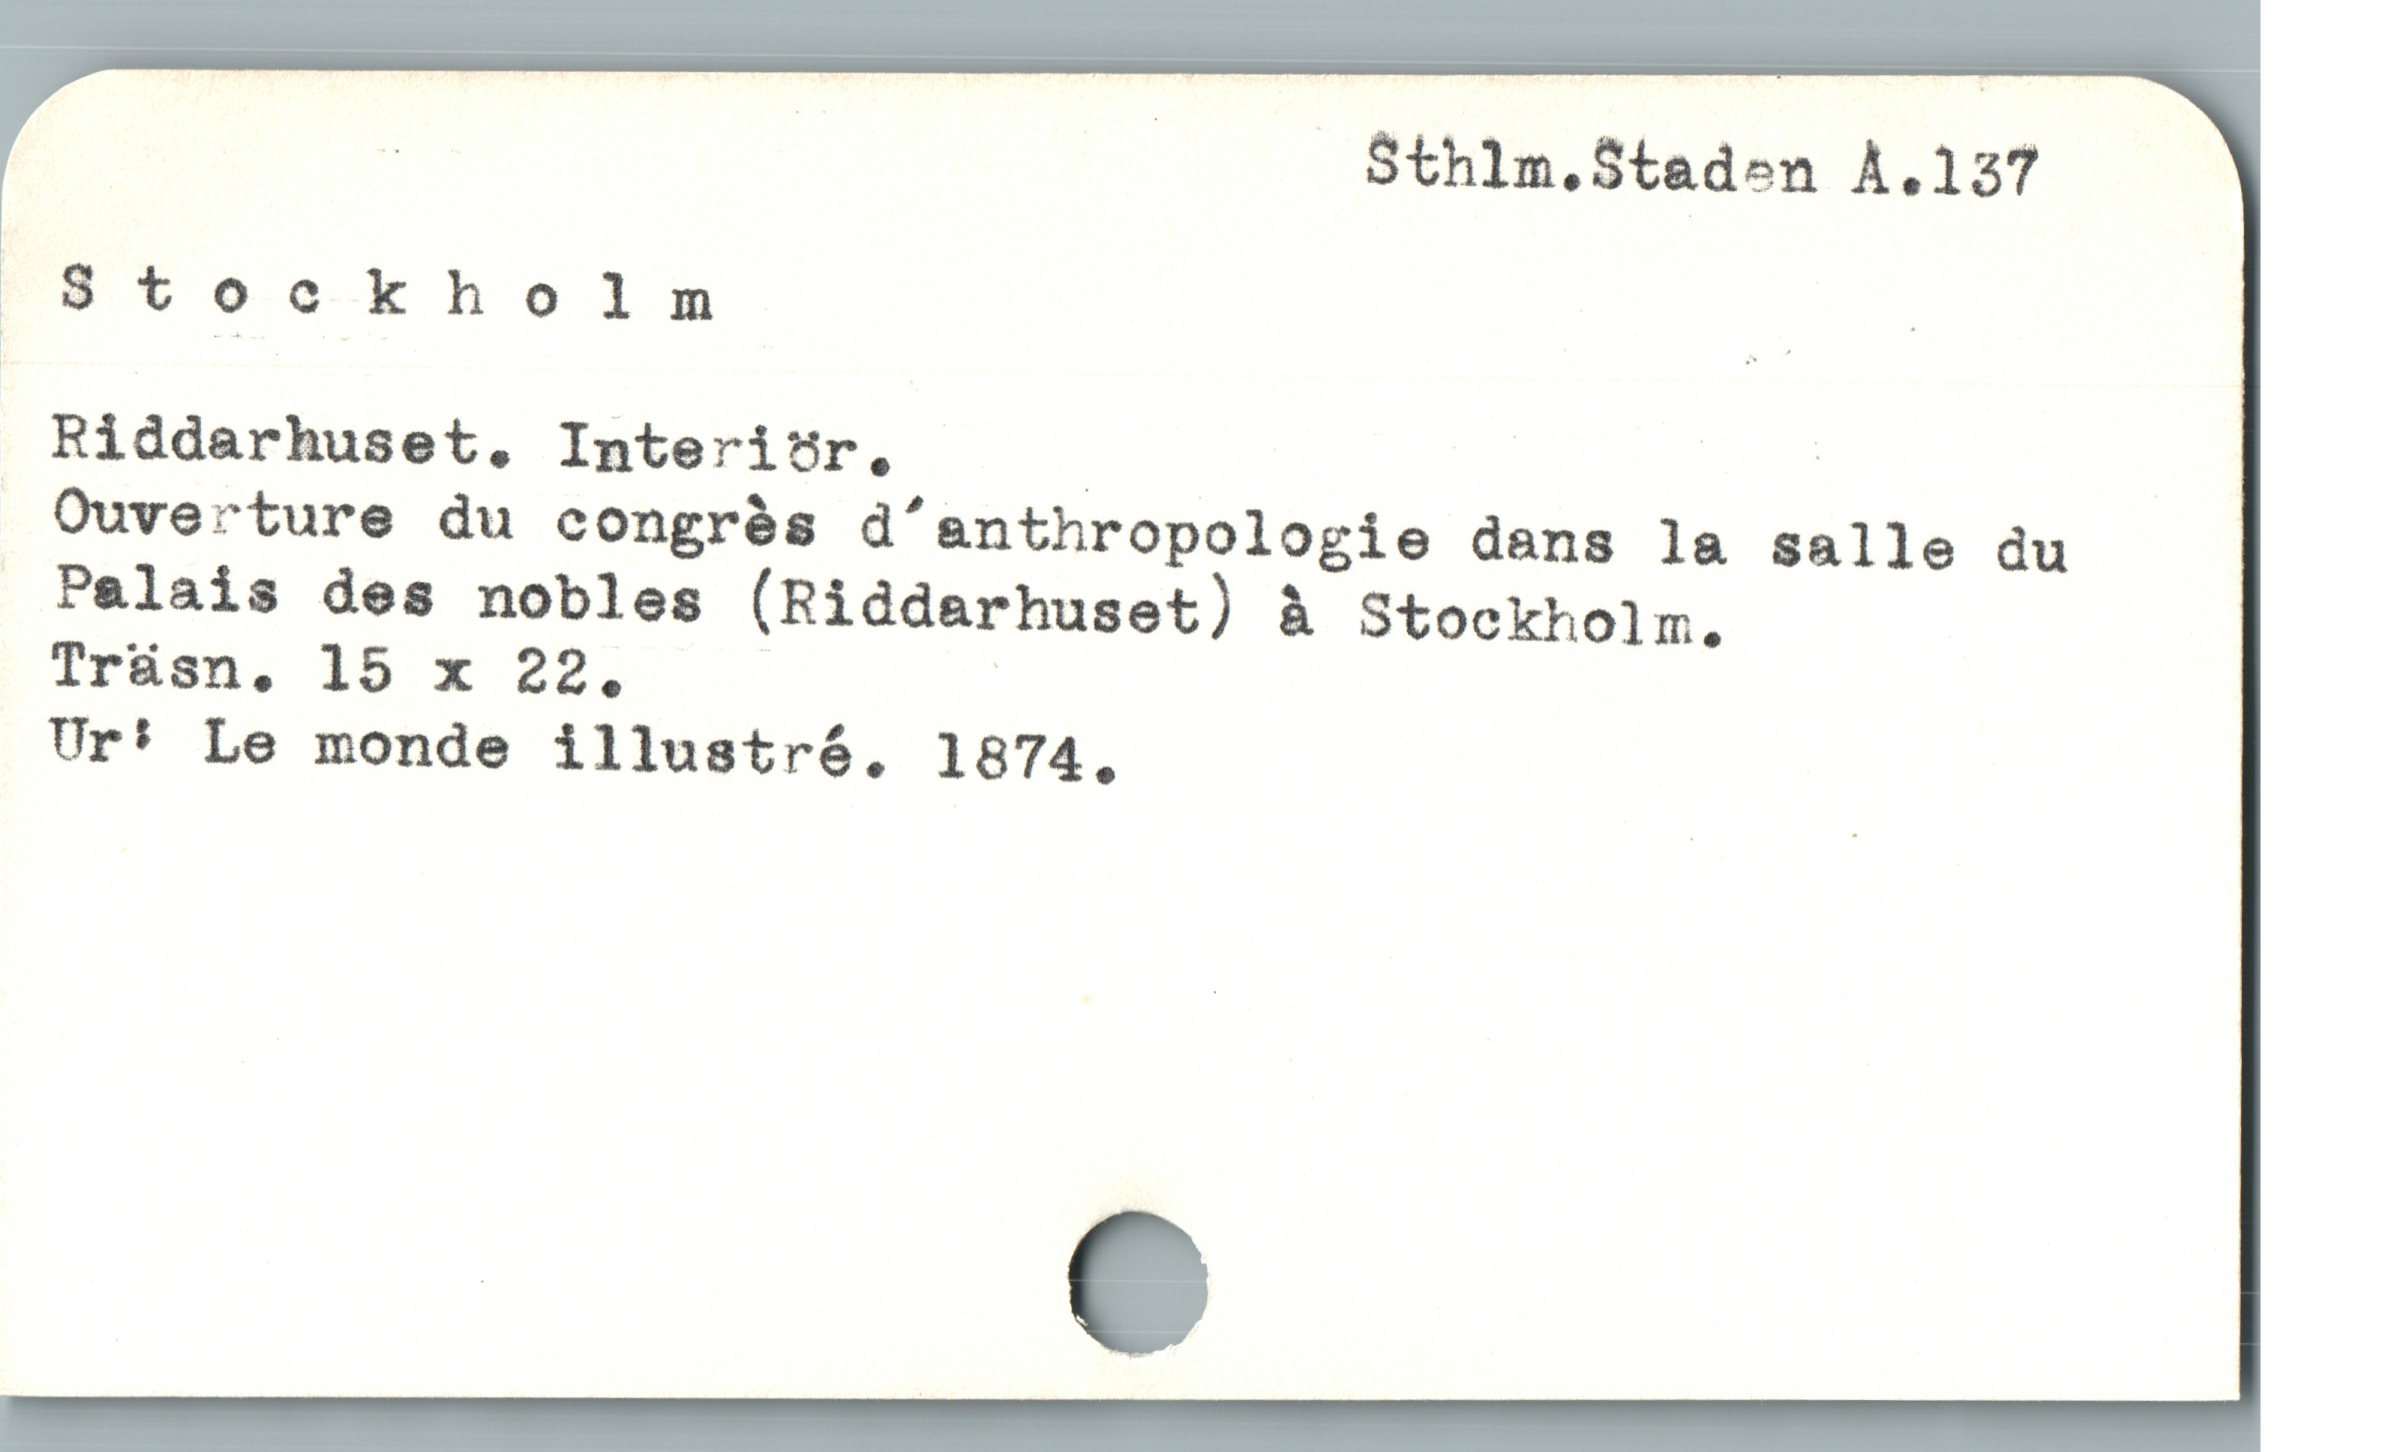 Sthlm.Staden A.137
S t o c k h o l m
Riddarhuset. Interiör.
Ouverture du congrès d´anthropologie dans la salle du
Palais des nobles (Riddarhuset) à Stockholm.
Träsn. 15 x 22.
Ur: Le monde illustré. 1874.